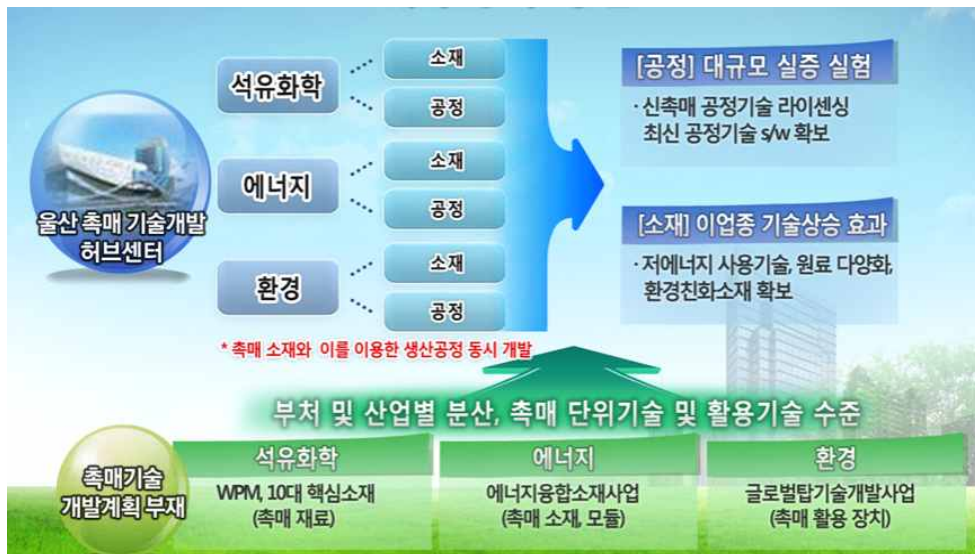 석유화학
소재
공정
에너지
소재
공정
환경
소재
공정
울산 촉매 기술개발
허브센터
* 촉매 소재와 이를 이용한 생산공정 동시 개발
[공정] 대규모 실증 실험
· 신촉매 공정기술 라이센싱
최신 공정기술 s/w 확보
[소재] 이업종 기술상승 효과
· 저에너지 사용기술, 원료 다양화,
환경친화소재 확보
부처 및 산업별 분산, 촉매 단위기술 및 활용기술 수준
촉매기술
개발계획 부재
석유화학
WPM, 10대 핵심소재
(촉매 재료)
에너지
에너지융합소재사업
(촉매 소재, 모듈)
환경
글로벌탑기술개발사업
(촉매 활용 장치)